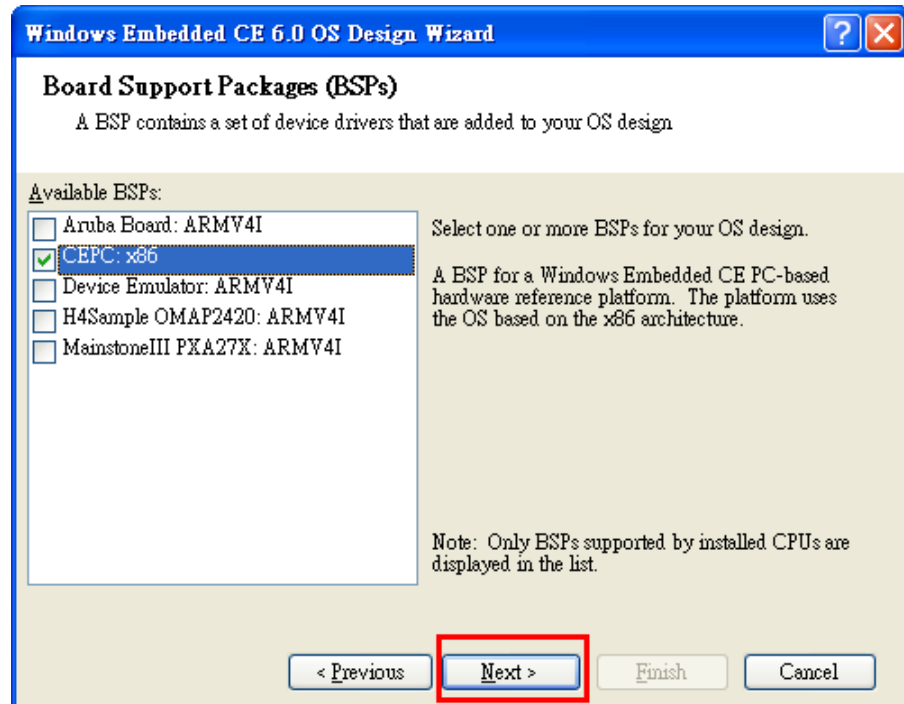 Windows Embedded CE 6.0 OS Design Wizard
Board Support Packages (BSPs)
A BSP contains a set of device drivers that are added to your OS design
Available BSPs:
Aruba Board: ARMV4I
CEPC: x86
Device Emulator: ARMV4I
H4Sample OMAP2420: ARMV4I
MainstoneIII PXA27X: ARMV4I
Select one or more BSPs for your OS design.
A BSP for a Windows Embedded CE PC-based
hardware reference platform. The platform uses
the OS based on the x86 architecture.
Note: Only BSPs supported by installed CPUs are
displayed in the list.
< Previous
Next >
Finish
Cancel